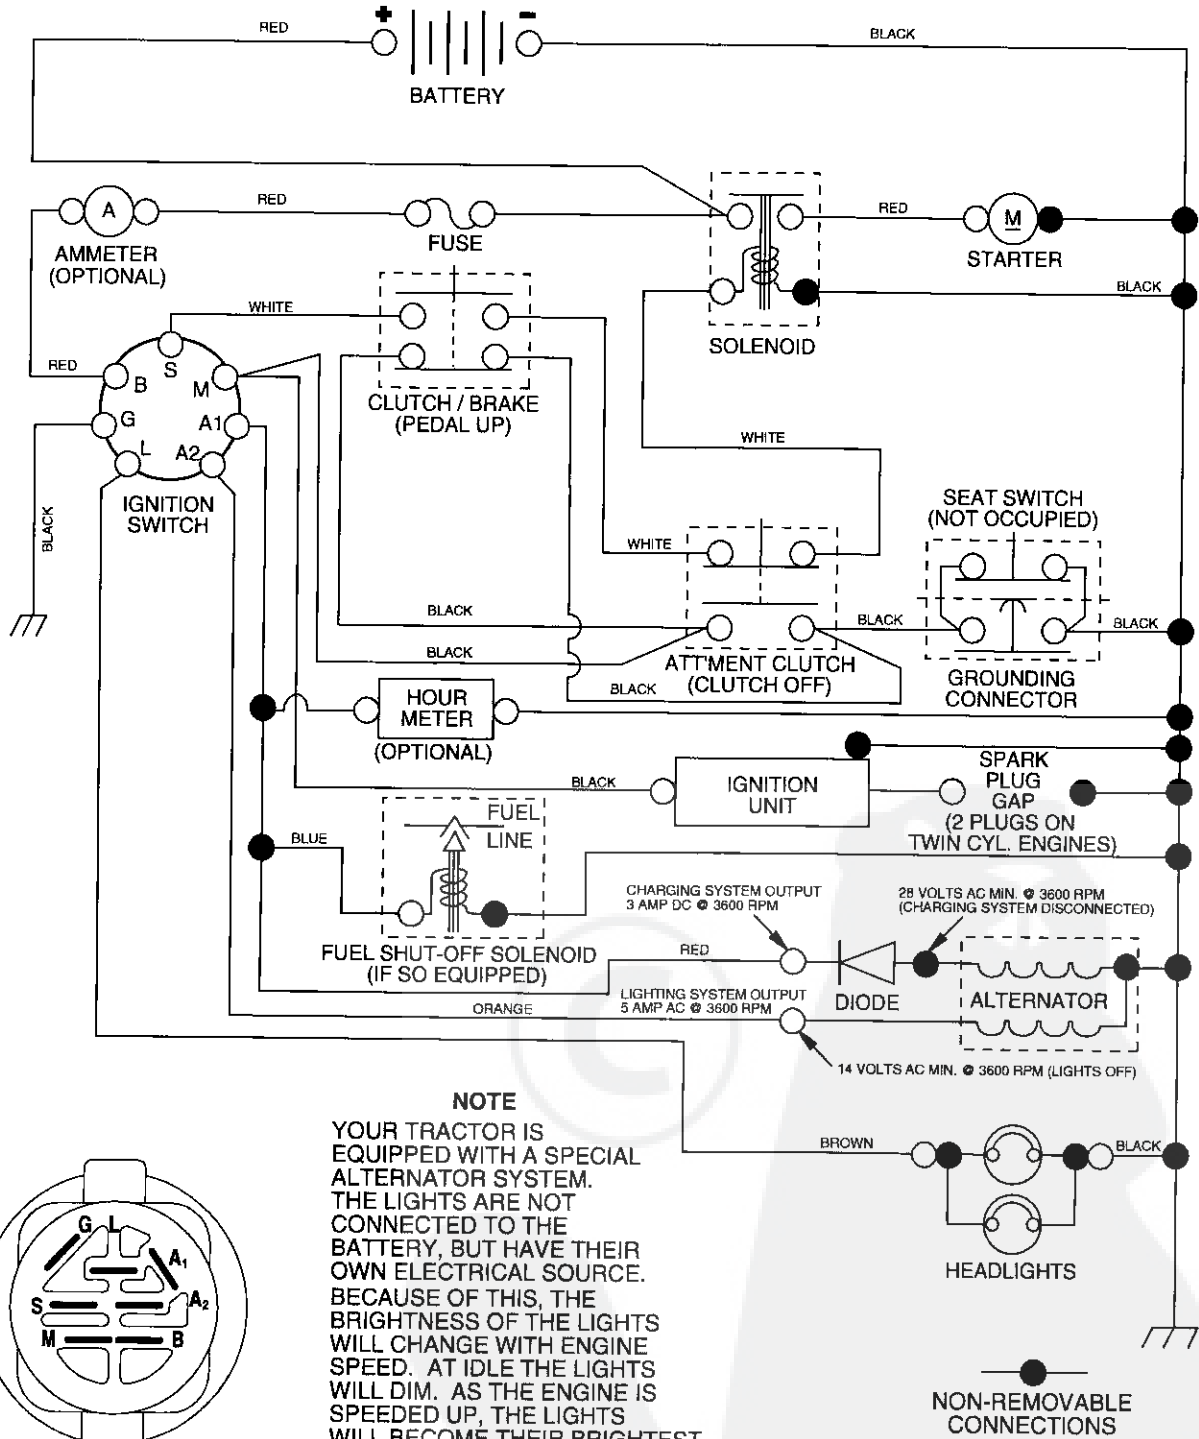 +
-
RED
BLACK
BATTERY
RED
A
FUSE
RED
M
AMMETER
(OPTIONAL)
STARTER
WHITE
BLACK
SOLENOID
RED
S
B
M
G
A1
L
A2
CLUTCH / BRAKE
(PEDAL UP)
WHITE
IGNITION
SWITCH
BLACK
SEAT SWITCH
(NOT OCCUPIED)
WHITE
BLACK
BLACK
BLACK
BLACK
BLACK
ATT'MENT CLUTCH
(CLUTCH OFF)
GROUNDING
CONNECTOR
HOUR
METER
(OPTIONAL)
BLACK
IGNITION
UNIT
SPARK
PLUG
GAP
(2 PLUGS ON
TWIN CYL. ENGINES)
BLUE
FUEL
LINE
FUEL SHUT-OFF SOLENOID
(IF SO EQUIPPED)
CHARGING SYSTEM OUTPUT
3 AMP DC @ 3600 RPM
28 VOLTS AC MIN. @ 3600 RPM
(CHARGING SYSTEM DISCONNECTED)
RED
DIODE
ALTERNATOR
LIGHTING SYSTEM OUTPUT
5 AMP AC @ 3600 RPM
ORANGE
14 VOLTS AC MIN. @ 3600 RPM (LIGHTS OFF)
BROWN
BLACK
HEADLIGHTS
NOTE
YOUR TRACTOR IS
EQUIPPED WITH A SPECIAL
ALTERNATOR SYSTEM.
THE LIGHTS ARE NOT
CONNECTED TO THE
BATTERY, BUT HAVE THEIR
OWN ELECTRICAL SOURCE.
BECAUSE OF THIS, THE
BRIGHTNESS OF THE LIGHTS
WILL CHANGE WITH ENGINE
SPEED. AT IDLE THE LIGHTS
WILL DIM. AS THE ENGINE IS
SPEEDED UP, THE LIGHTS
WILL BECOME THEIR BRIGHTEST
G L
A1
S
A2
M
B
NON-REMOVABLE
CONNECTIONS
©